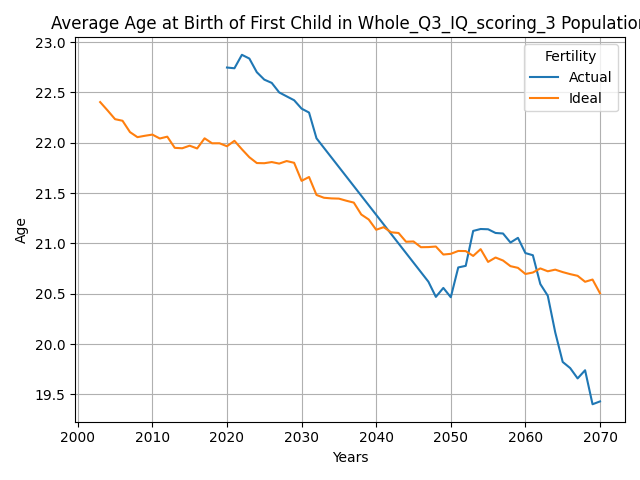 Average Age at Birth of First Child in Whole_Q3_IQ_scoring_3 Population
Fertility
Actual
Ideal
Age
23.0
22.5
22.0
21.5
21.0
20.5
20.0
19.5
2000 2010 2020 2030 2040 2050 2060 2070
Years